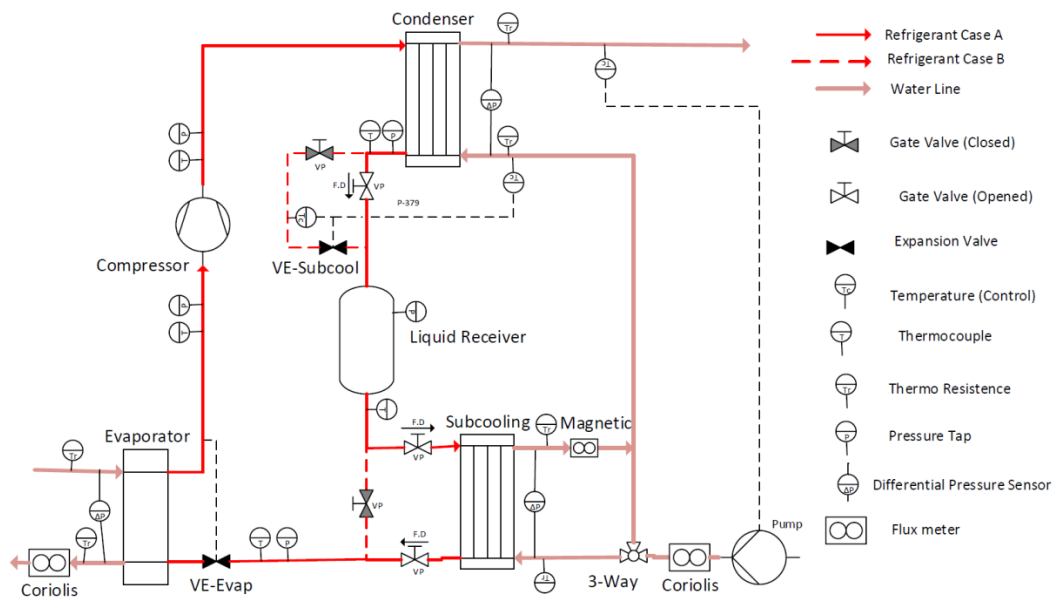 Condenser
Tr
Refrigerant Case A
Refrigerant Case B
Tc
Water Line
ΔP
P
T
T
P
Tr
VP
Gate Valve (Closed)
Tc
F.D
VP
P-379
Gate Valve (Opened)
Tc
Expansion Valve
Compressor
VE-Subcool
Tc
Temperature (Control)
P
T
P
Liquid Receiver
T
Thermocouple
Tr
Thermo Resistence
T
F.D
Subcooling
Magnetic
Tr
Evaporator
VP
P
Pressure Tap
Tr
ΔP
Differential Pressure Sensor
ΔP
VP
ΔP
Pump
Flux meter
Tr
T
P
F.D
VP
Tr
Coriolis
VE-Evap
3-Way
Coriolis